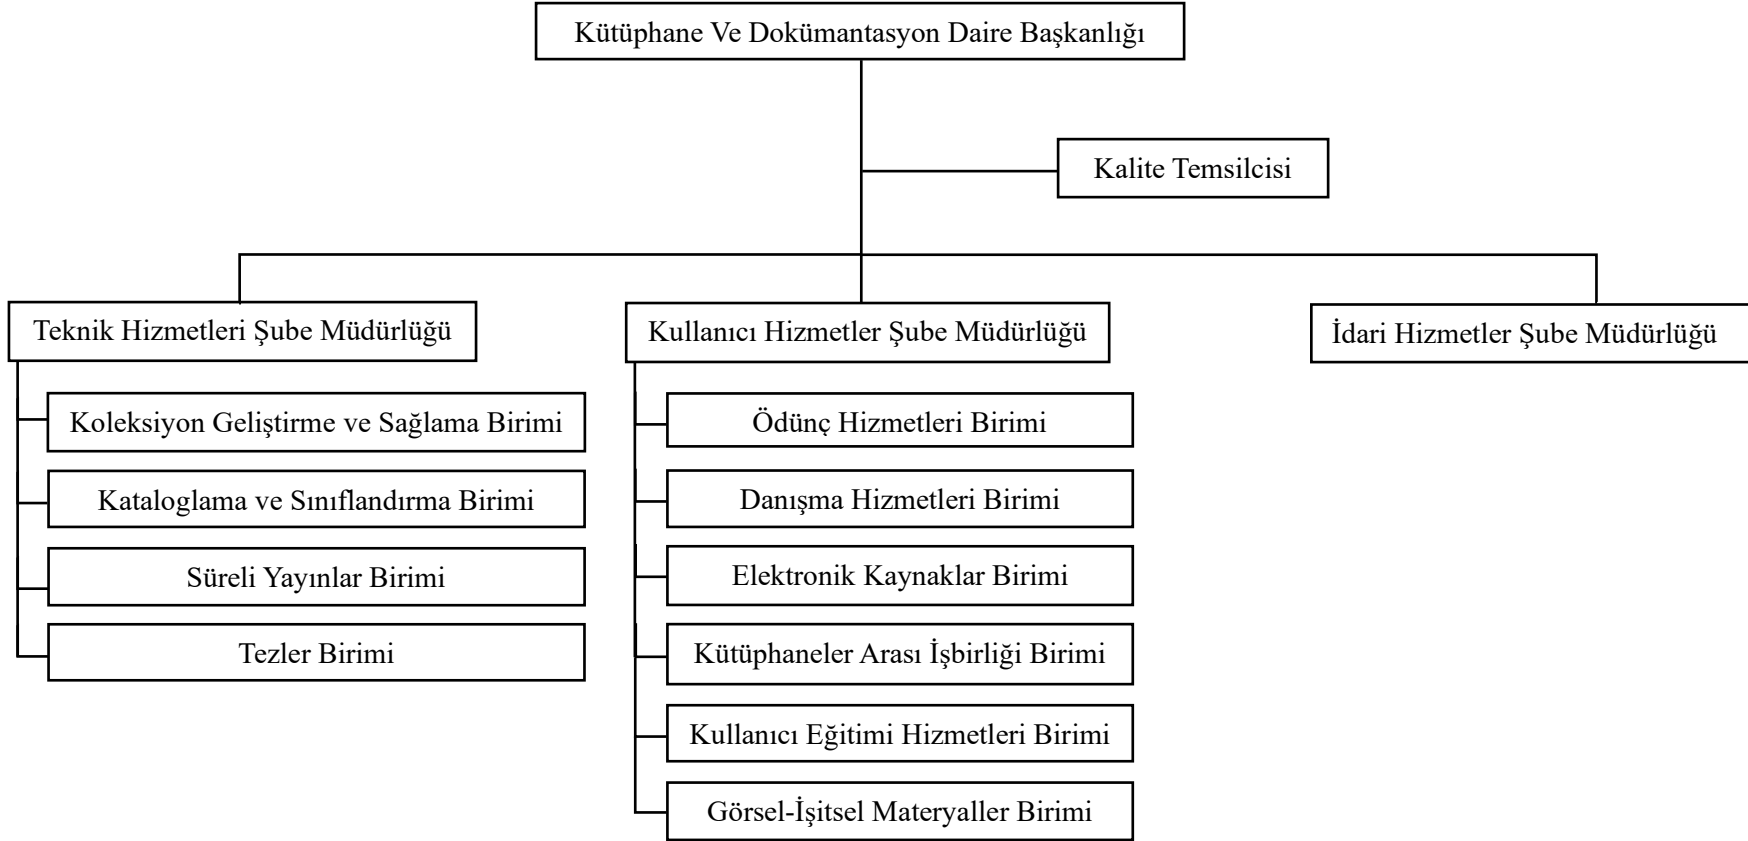 Kütüphane Ve Dokümantasyon Daire Başkanlığı
Kalite Temsilcisi
Teknik Hizmetleri Şube Müdürlüğü
Koleksiyon Geliştirme ve Sağlama Birimi
Kataloglama ve Sınıflandırma Birimi
Süreli Yayınlar Birimi
Tezler Birimi
Kullanıcı Hizmetler Şube Müdürlüğü
Ödünç Hizmetleri Birimi
Danışma Hizmetleri Birimi
Elektronik Kaynaklar Birimi
Kütüphaneler Arası İşbirliği Birimi
Kullanıcı Eğitimi Hizmetleri Birimi
Görsel-İşitsel Materyaller Birimi
İdari Hizmetler Şube Müdürlüğü